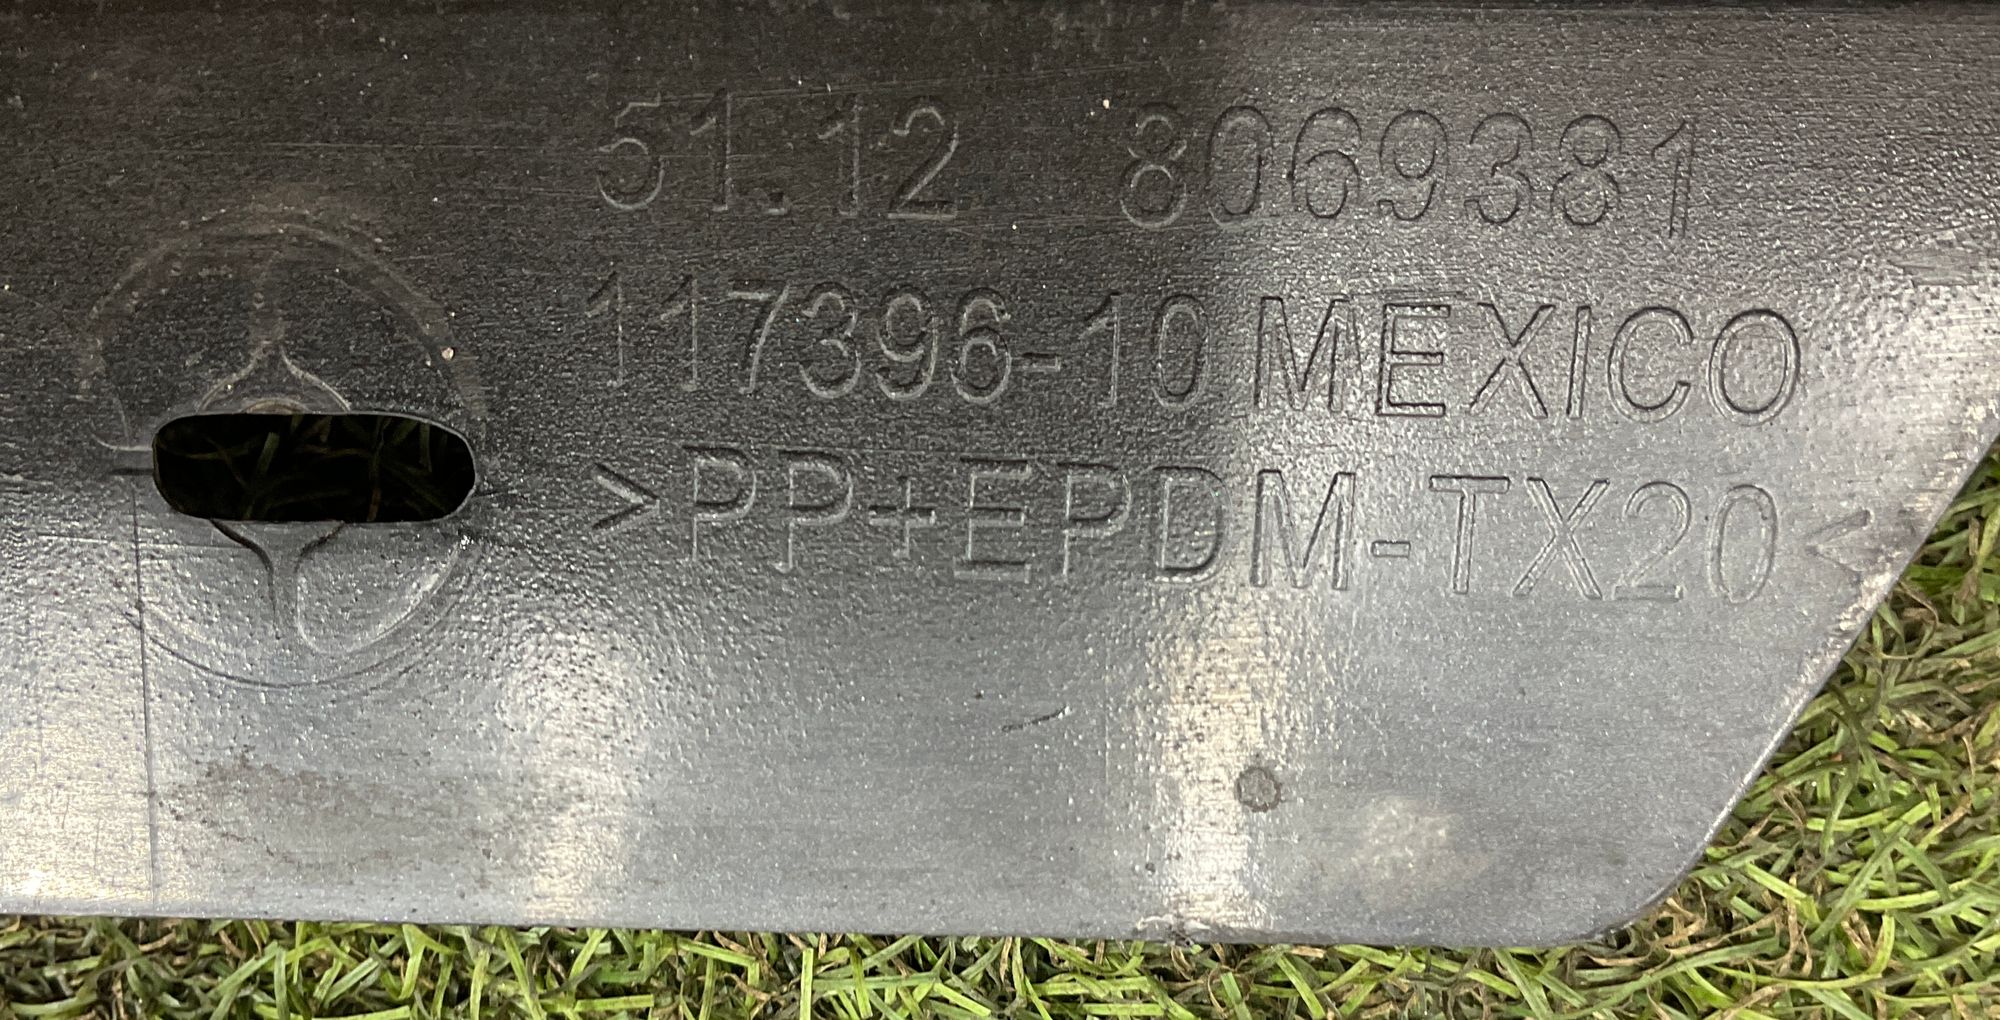 51.12 8069381
117396-10 MEXICO
>PP+EPDM-TX20<